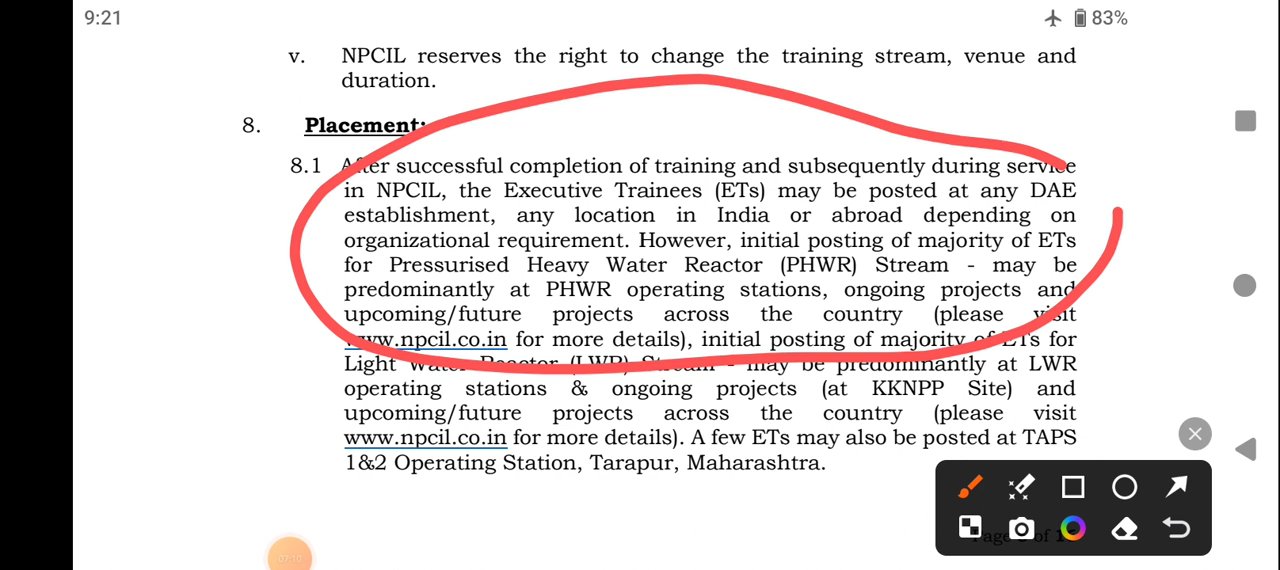 9:21
83%
v. NPCIL reserves the right to change the training stream, venue and
duration.
8. Placement:
8.1 After successful completion of training and subsequently during service
in NPCIL, the Executive Trainees (ETs) may be posted at any DAE
establishment, any location in India or abroad depending on
organizational requirement. However, initial posting of majority of ETs
for Pressurised Heavy Water Reactor (PHWR) Stream - may be
predominantly at PHWR operating stations, ongoing projects and
upcoming/future projects across the country (please visit
www.npcil.co.in for more details), initial posting of majority of ETs for
Light Water Reactor (LWR) Stream - may be predominantly at LWR
operating stations & ongoing projects (at KKNPP Site) and
upcoming/future projects across the country (please visit
www.npcil.co.in for more details). A few ETs may also be posted at TAPS
1&2 Operating Station, Tarapur, Maharashtra.
Page of